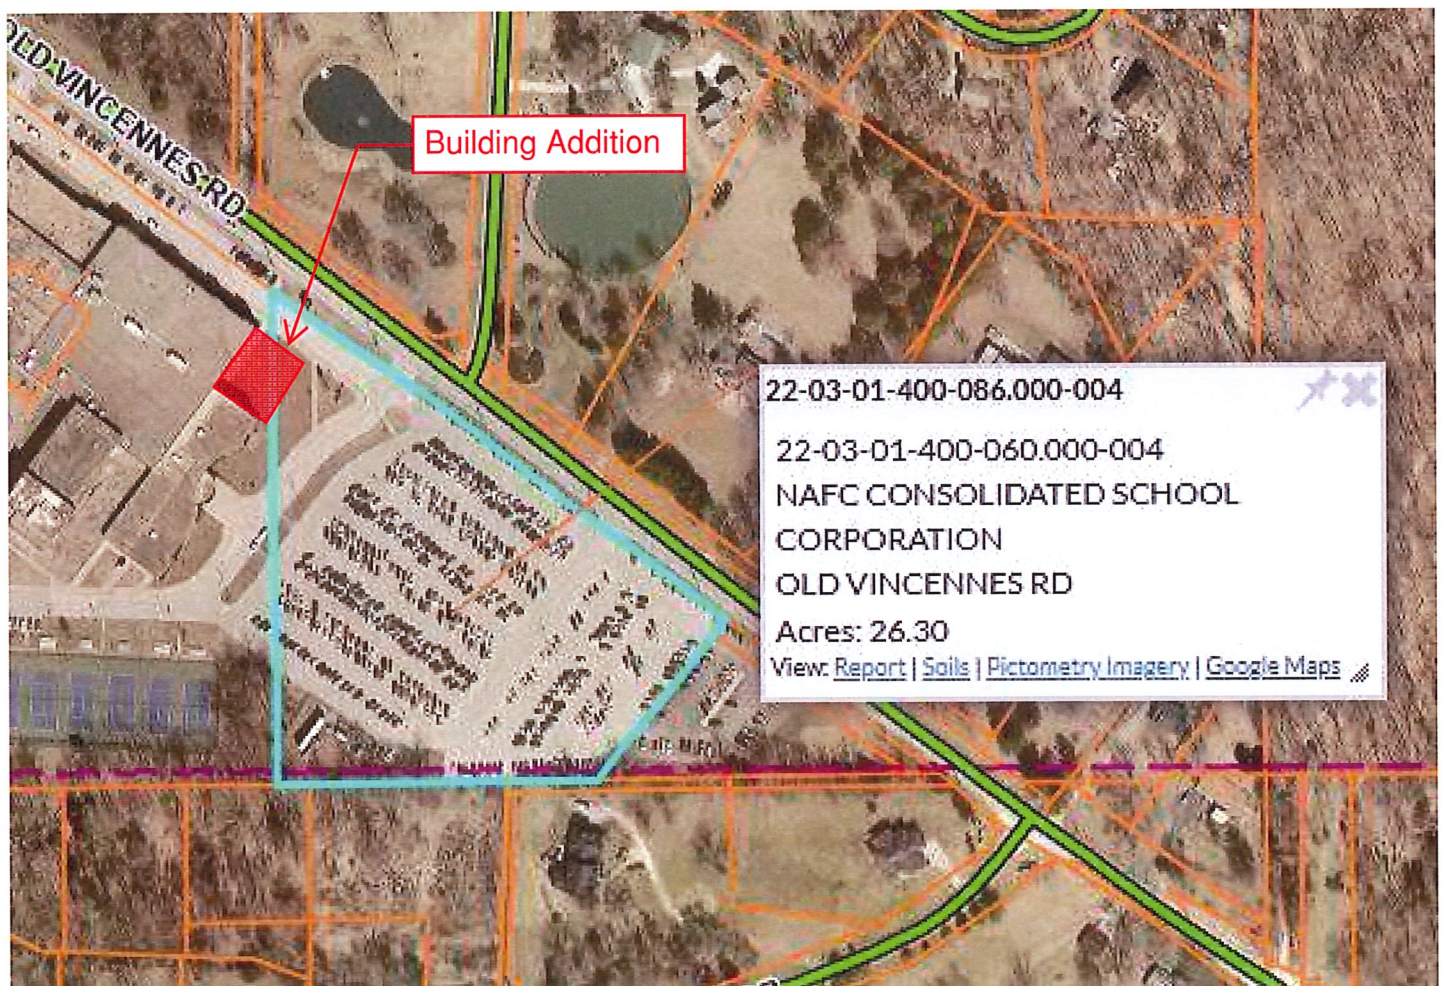 OLD VINCENNES RD
Building Addition
22-03-01-400-086.000-004
22-03-01-400-060.000-004
NAFC CONSOLIDATED SCHOOL
CORPORATION
OLD VINCENNES RD
Acres: 26.30
View: Report | Soils | Pictometry Imagery | Google Maps